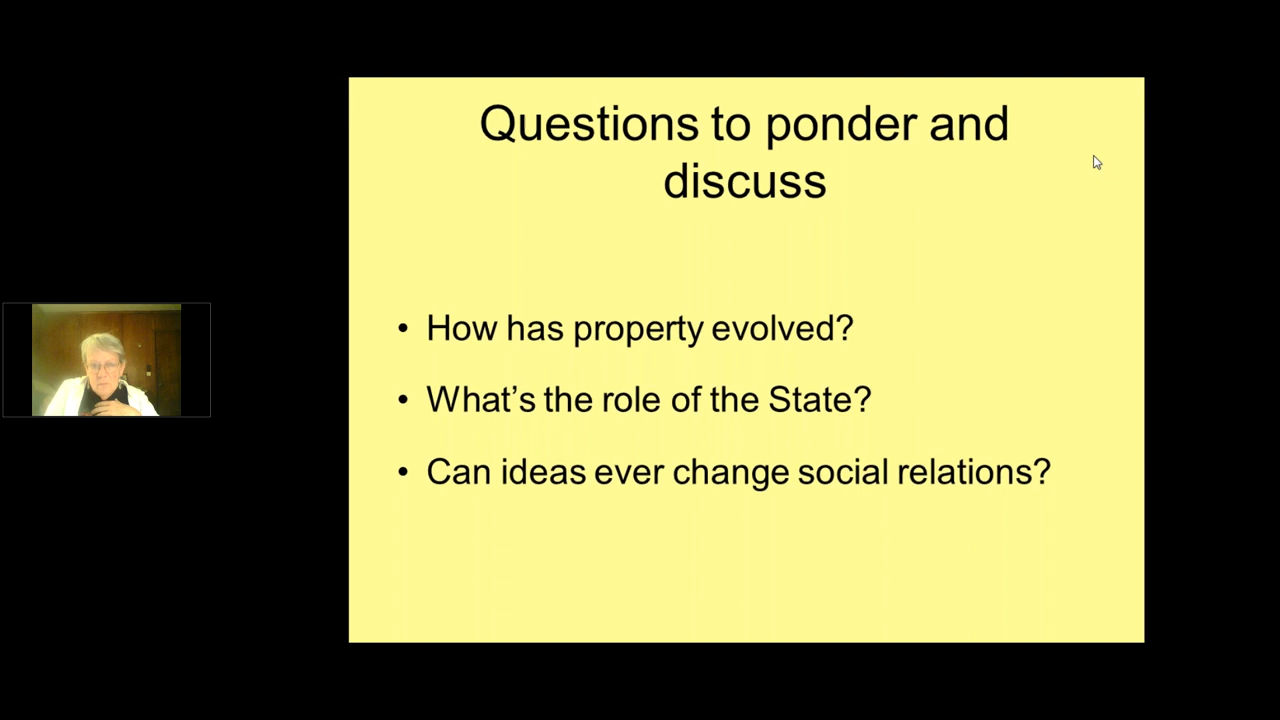 Questions to ponder and
discuss
• How has property evolved?
• What’s the role of the State?
• Can ideas ever change social relations?